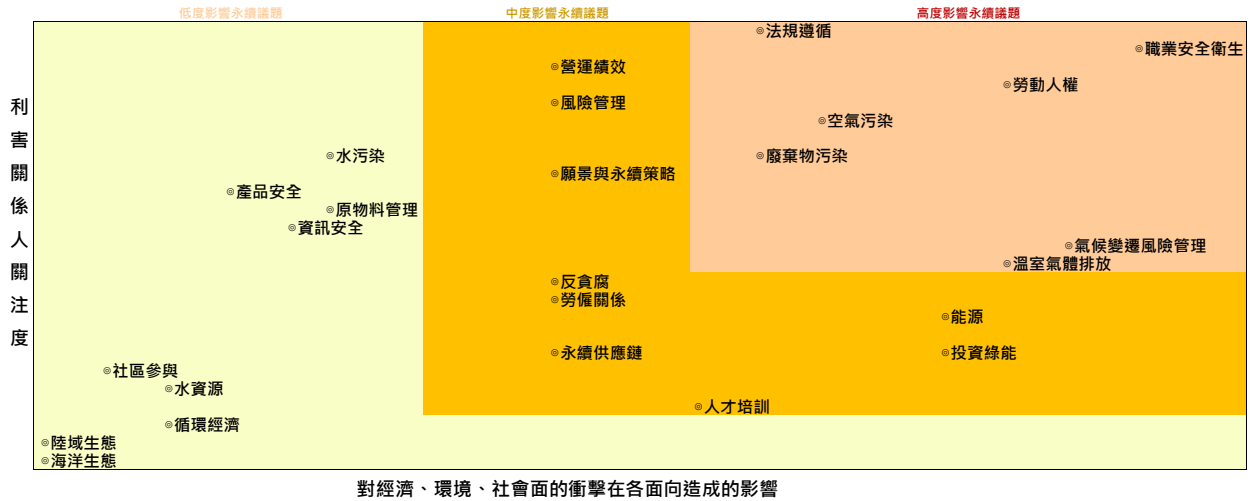 低度影響永續議題
中度影響永續議題
高度影響永續議題
◎法規遵循
◎職業安全衛生
◎營運績效
◎勞動人權
◎風險管理
◎空氣污染
◎水污染
◎廢棄物污染
◎願景與永續策略
◎產品安全
◎原物料管理
◎資訊安全
◎氣候變遷風險管理
◎溫室氣體排放
◎反貪腐
◎勞僱關係
◎能源
◎永續供應鏈
◎投資綠能
◎社區參與
◎水資源
◎人才培訓
◎循環經濟
◎陸域生態
◎海洋生態
利害關係人關注度
對經濟、環境、社會面的衝擊在各面向造成的影響